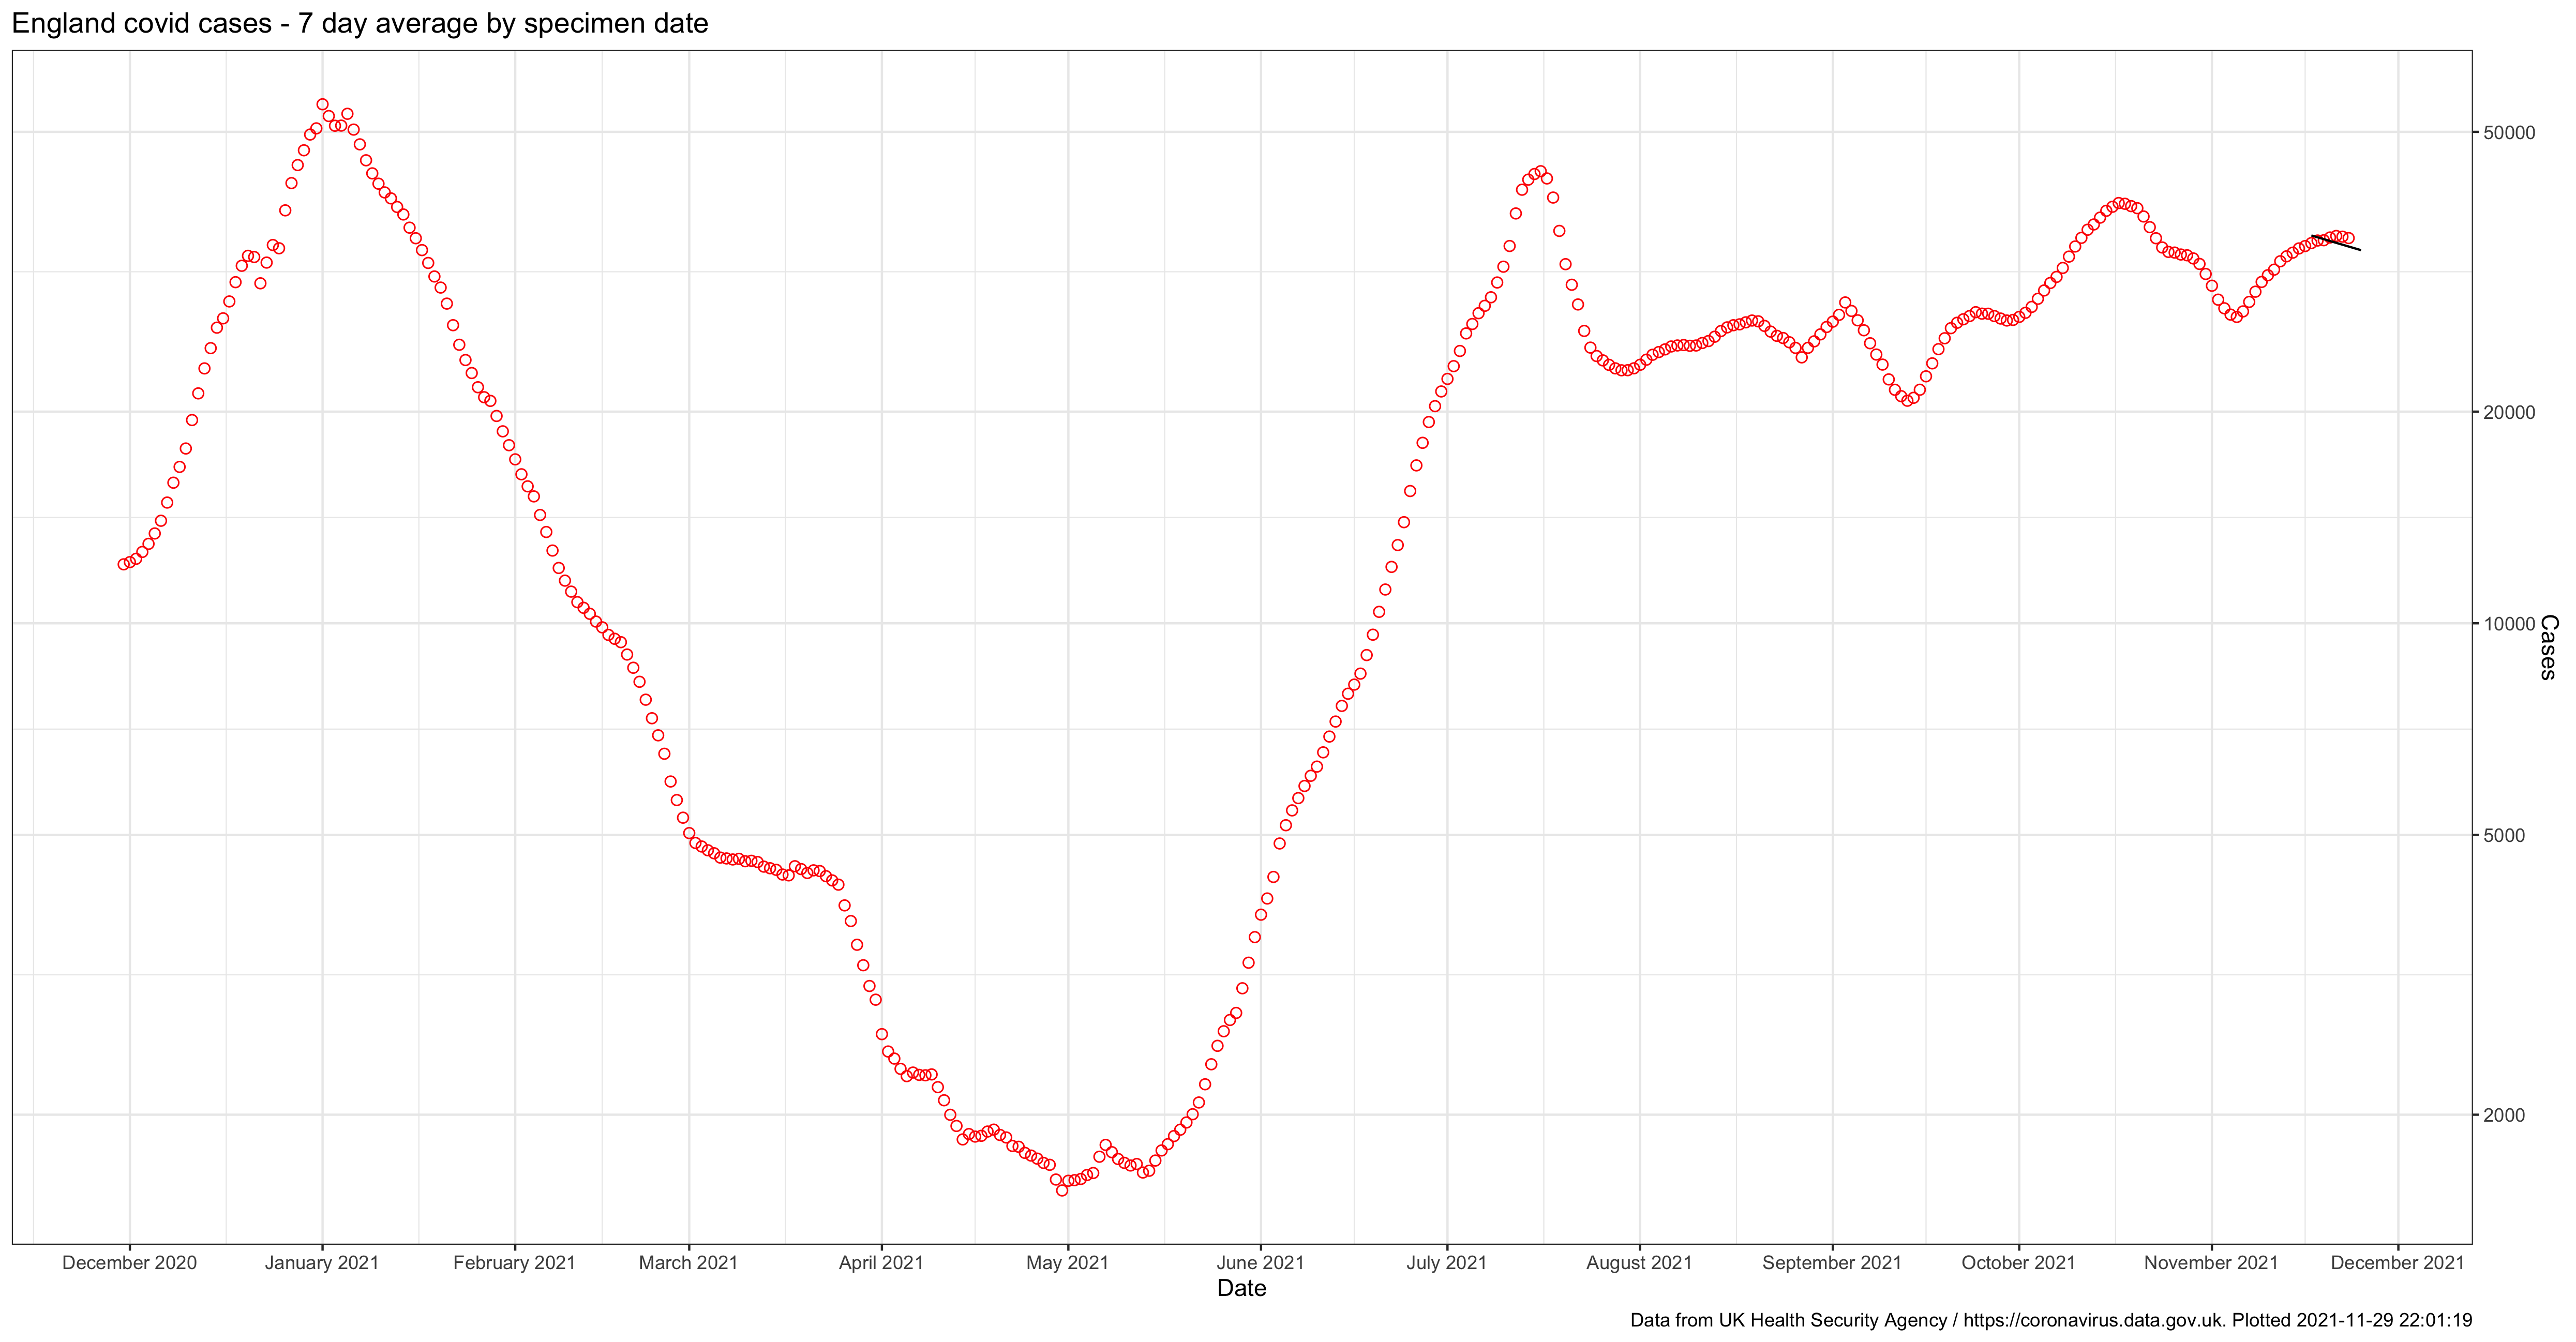 England covid cases - 7 day average by specimen date
50000
20000
10000
5000
2000
Cases
December 2020
January 2021
February 2021
March 2021
April 2021
May 2021
June 2021
July 2021
August 2021
September 2021
October 2021
November 2021
December 2021
Date
Data from UK Health Security Agency / https://coronavirus.data.gov.uk. Plotted 2021-11-29 22:01:19